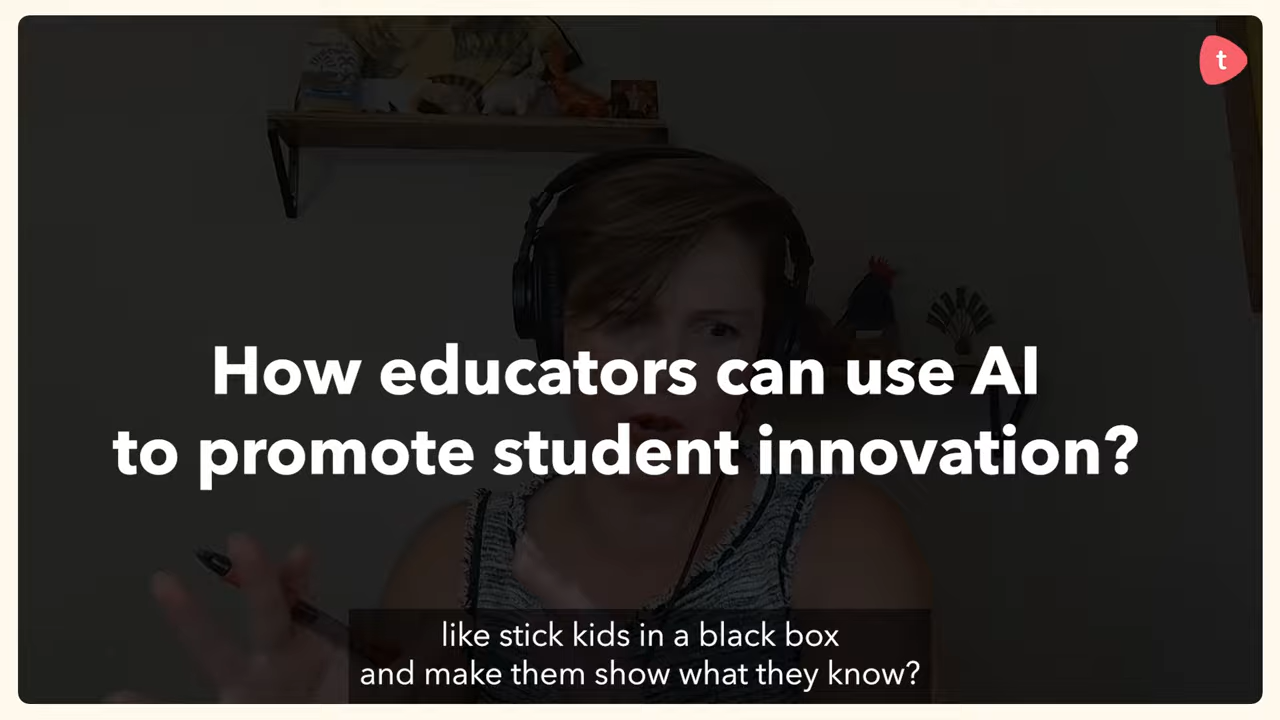 t
How educators can use AI
to promote student innovation?
like stick kids in a black box
and make them show what they know?